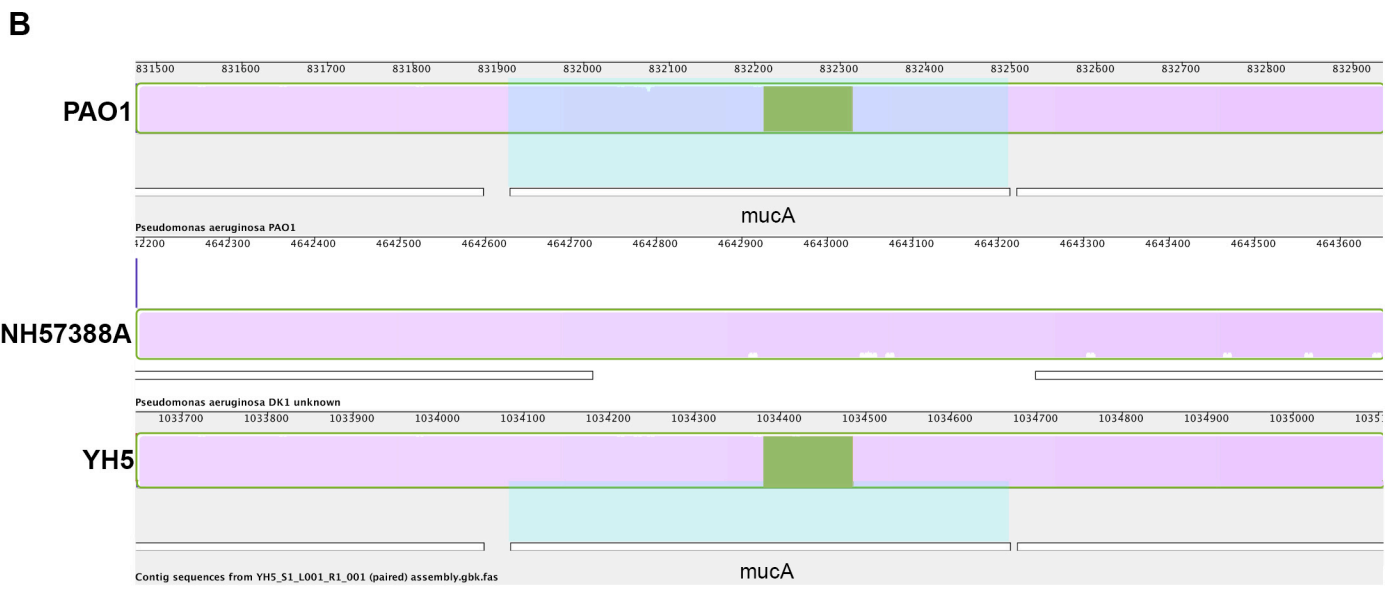 B
831500 831600 831700 831800 831900 832000 832100 832200 832300 832400 832500 832600 832700 832800 832900
PAO1
mucA
Pseudomonas aeruginosa PAO1
42200 4642300 4642400 4642500 4642600 4642700 4642800 4642900 4643000 4643100 4643200 4643300 4643400 4643500 4643600
NH57388A
Pseudomonas aeruginosa DK1 unknown
1033700 1033800 1033900 1034000 1034100 1034200 1034300 1034400 1034500 1034600 1034700 1034800 1034900 1035000 1035
YH5
mucA
Contig sequences from YH5_S1_L001_R1_001 (paired) assembly.gbk.fas